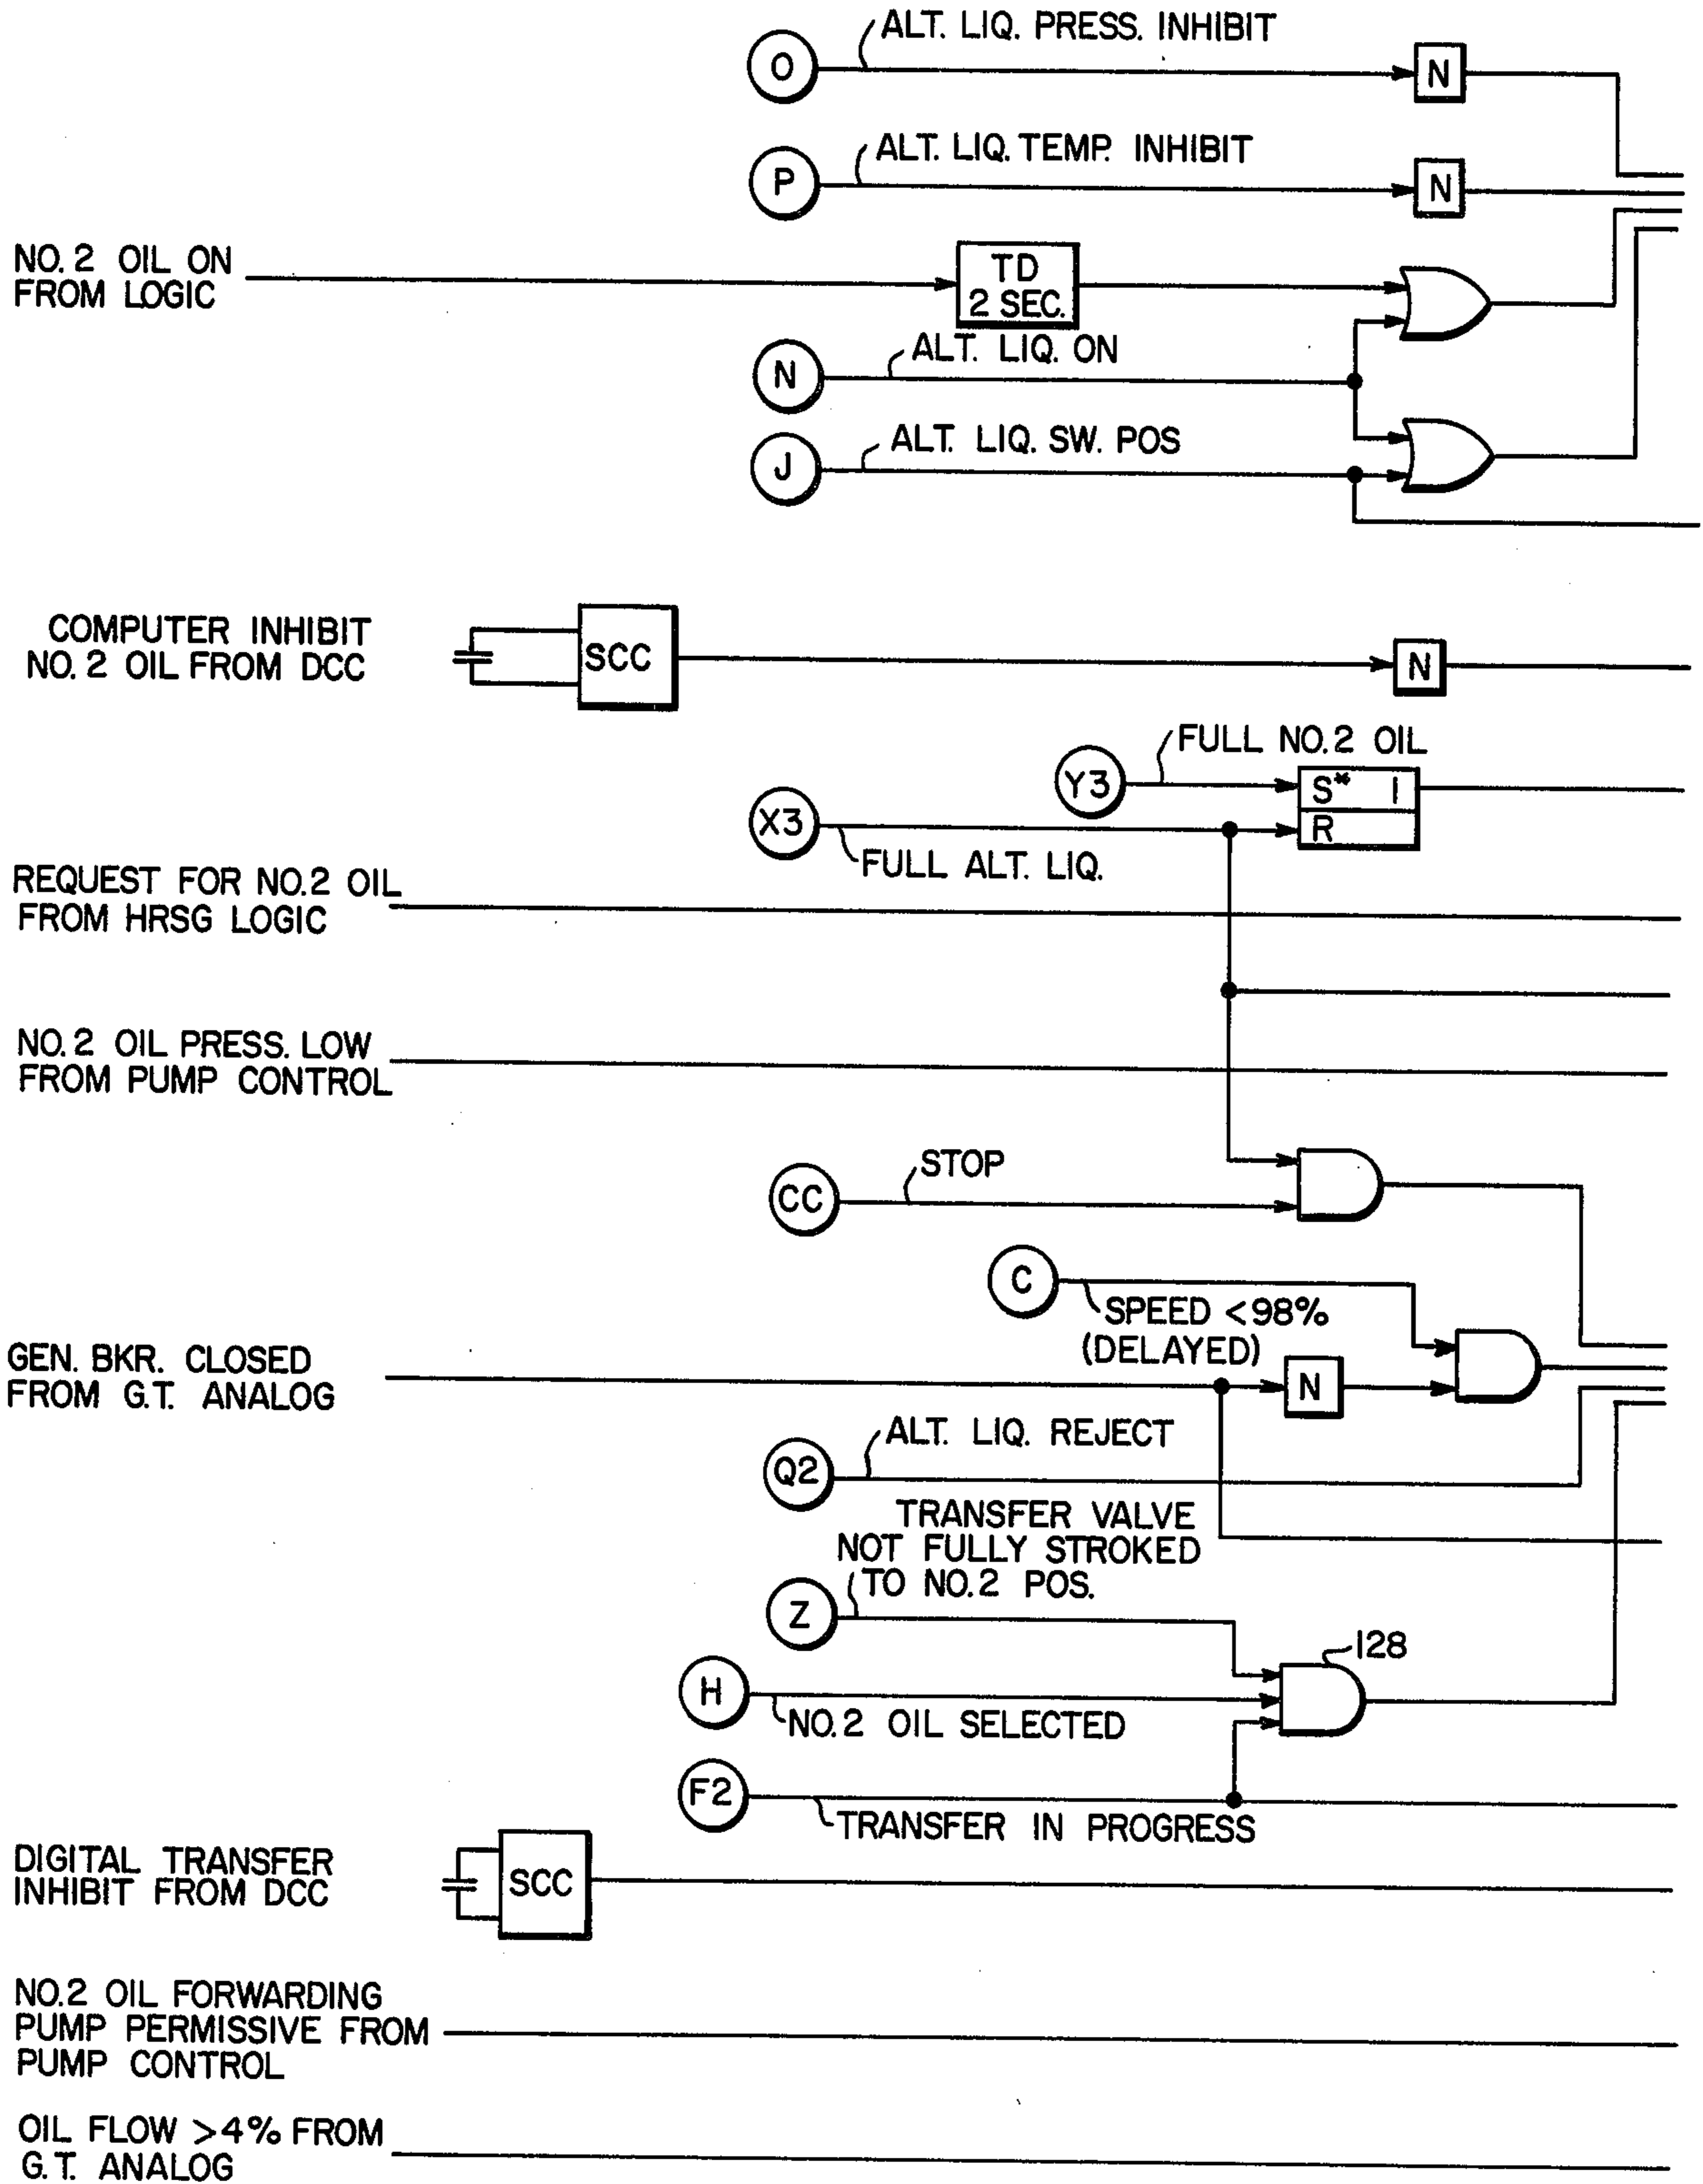 O
ALT. LIQ. PRESS. INHIBIT
N
P
ALT. LIQ. TEMP. INHIBIT
N
NO. 2 OIL ON
FROM LOGIC
TD
2 SEC.
N
ALT. LIQ. ON
J
ALT. LIQ. SW. POS
COMPUTER INHIBIT
NO. 2 OIL FROM DCC
SCC
N
Y3
FULL NO. 2 OIL
S* 1
R
X3
FULL ALT. LIQ.
REQUEST FOR NO. 2 OIL
FROM HRSG LOGIC
NO. 2 OIL PRESS. LOW
FROM PUMP CONTROL
CC
STOP
C
SPEED <98%
(DELAYED)
GEN. BKR. CLOSED
FROM G.T. ANALOG
N
Q2
ALT. LIQ. REJECT
TRANSFER VALVE
NOT FULLY STROKED
TO NO. 2 POS.
Z
128
H
NO. 2 OIL SELECTED
F2
TRANSFER IN PROGRESS
DIGITAL TRANSFER
INHIBIT FROM DCC
SCC
NO.2 OIL FORWARDING
PUMP PERMISSIVE FROM
PUMP CONTROL
OIL FLOW >4% FROM
G.T. ANALOG